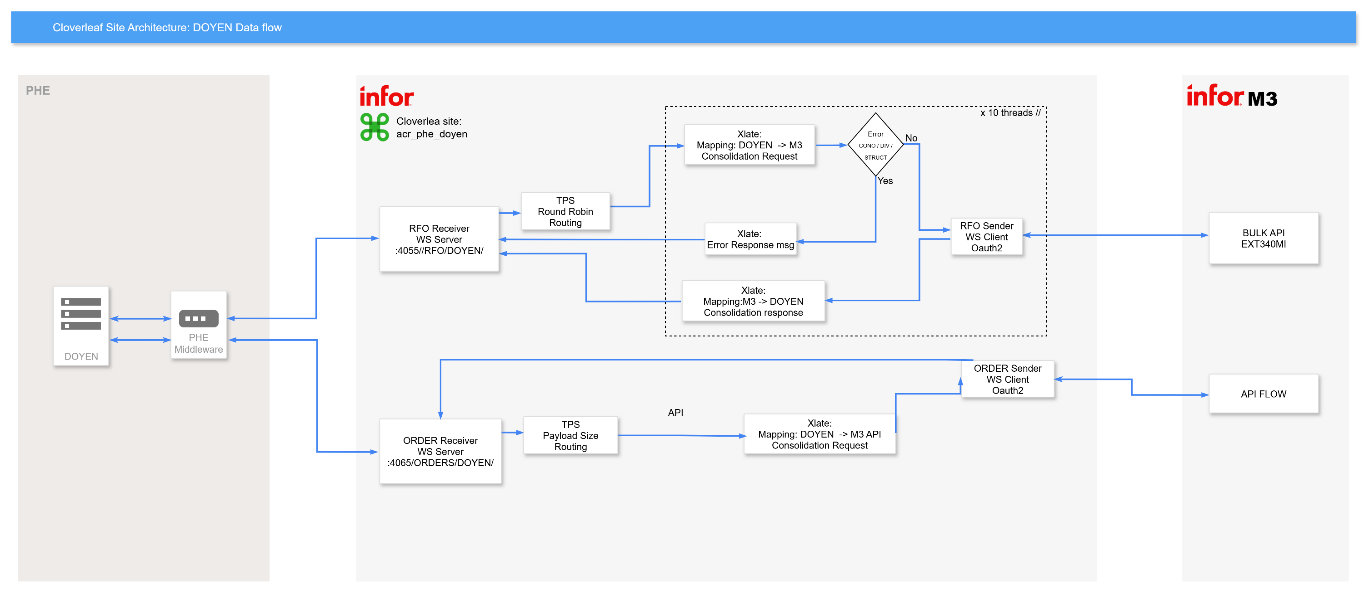 Cloverleaf Site Architecture: DOYEN Data flow
PHE
infor
Cloverlea site:
acr_phe_doyen
x 10 threads //
infor M3
Xlate:
Mapping: DOYEN -> M3
Consolidation Request
Error
COND / DIV /
STRUCT
No
Yes
TPS
Round Robin
Routing
RFO Receiver
WS Server
:4055//RFO/DOYEN/
Xlate:
Error Response msg
RFO Sender
WS Client
Oauth2
BULK API
EXT340MI
Xlate:
Mapping:M3 -> DOYEN
Consolidation response
DOYEN
PHE
Middleware
ORDER Sender
WS Client
Oauth2
API FLOW
ORDER Receiver
WS Server
:4065/ORDERS/DOYEN/
TPS
Payload Size
Routing
API
Xlate:
Mapping: DOYEN -> M3 API
Consolidation Request